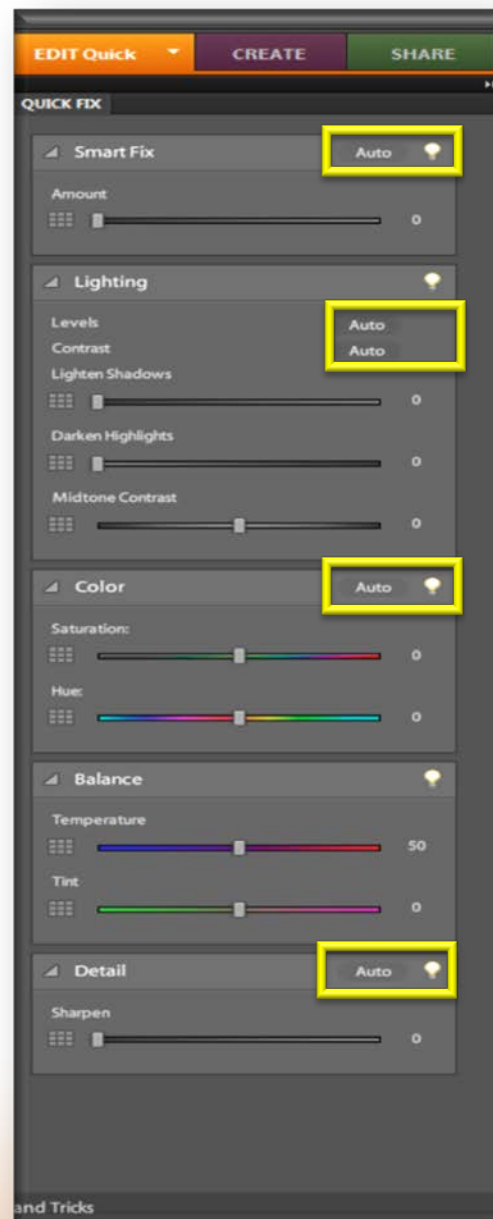 EDIT Quick CREATE SHARE
QUICK FIX
Smart Fix Auto
Amount
0
Lighting
Levels Auto
Contrast Auto
Lighten Shadows
0
Darken Highlights
0
Midtone Contrast
0
Color Auto
Saturation:
0
Hue:
0
Balance
Temperature
50
Tint
0
Detail Auto
Sharpen
0
and Tricks